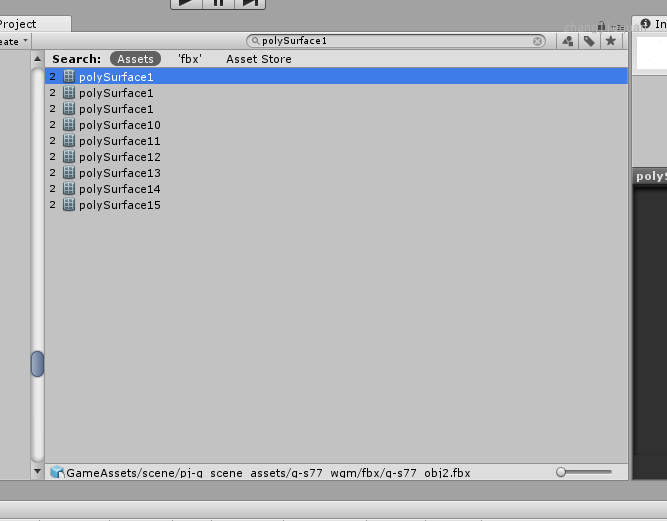 Project
eate
polySurface1
Search: Assets 'fbx' Asset Store
2 polySurface1
2 polySurface1
2 polySurface1
2 polySurface10
2 polySurface11
2 polySurface12
2 polySurface13
2 polySurface14
2 polySurface15
GameAssets/scene/pj-g_scene_assets/g-s77_wgm/fbx/g-s77_obj2.fbx
In
polyS